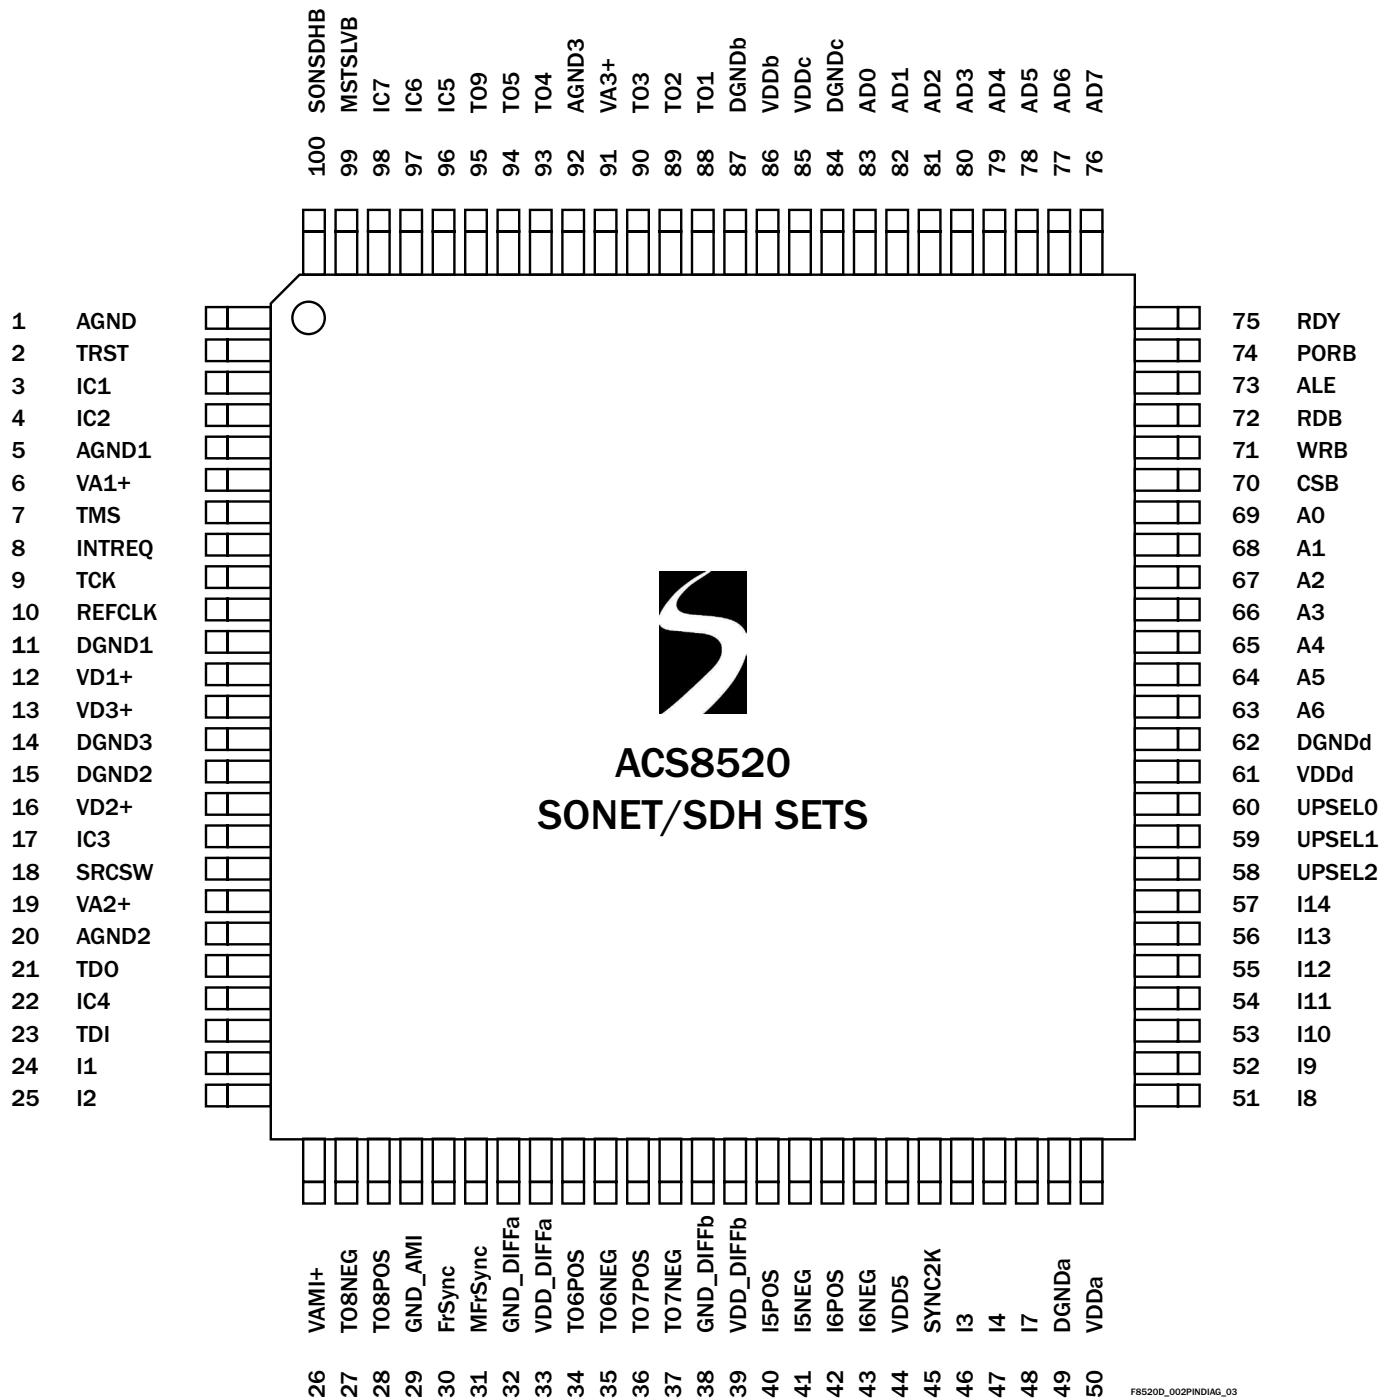 100 SONSDHB
99 MSTSLVB
98 IC7
97 IC6
96 IC5
95 TO9
94 TO5
93 TO4
92 AGND3
91 VA3+
90 TO3
89 TO2
88 TO1
87 DGNDb
86 VDDb
85 VDDc
84 DGNDc
83 AD0
82 AD1
81 AD2
80 AD3
79 AD4
78 AD5
77 AD6
76 AD7
1 AGND
2 TRST
3 IC1
4 IC2
5 AGND1
6 VA1+
7 TMS
8 INTREQ
9 TCK
10 REFCLK
11 DGND1
12 VD1+
13 VD3+
14 DGND3
15 DGND2
16 VD2+
17 IC3
18 SRCSW
19 VA2+
20 AGND2
21 TDO
22 IC4
23 TDI
24 I1
25 I2
ACS8520
SONET/SDH SETS
75 RDY
74 PORB
73 ALE
72 RDB
71 WRB
70 CSB
69 A0
68 A1
67 A2
66 A3
65 A4
64 A5
63 A6
62 DGNDd
61 VDDd
60 UPSEL0
59 UPSEL1
58 UPSEL2
57 I14
56 I13
55 I12
54 I11
53 I10
52 I9
51 I8
26 VAMI+
27 TO8NEG
28 TO8POS
29 GND_AMI
30 FrSync
31 MFrSync
32 GND_DIFFa
33 VDD_DIFFa
34 TO6POS
35 TO6NEG
36 TO7POS
37 TO7NEG
38 GND_DIFFb
39 VDD_DIFFb
40 I5POS
41 I5NEG
42 I6POS
43 I6NEG
44 VDD5
45 SYNC2K
46 I3
47 I4
48 I7
49 DGNDa
50 VDDa
F8520D_002PINDIAG_03